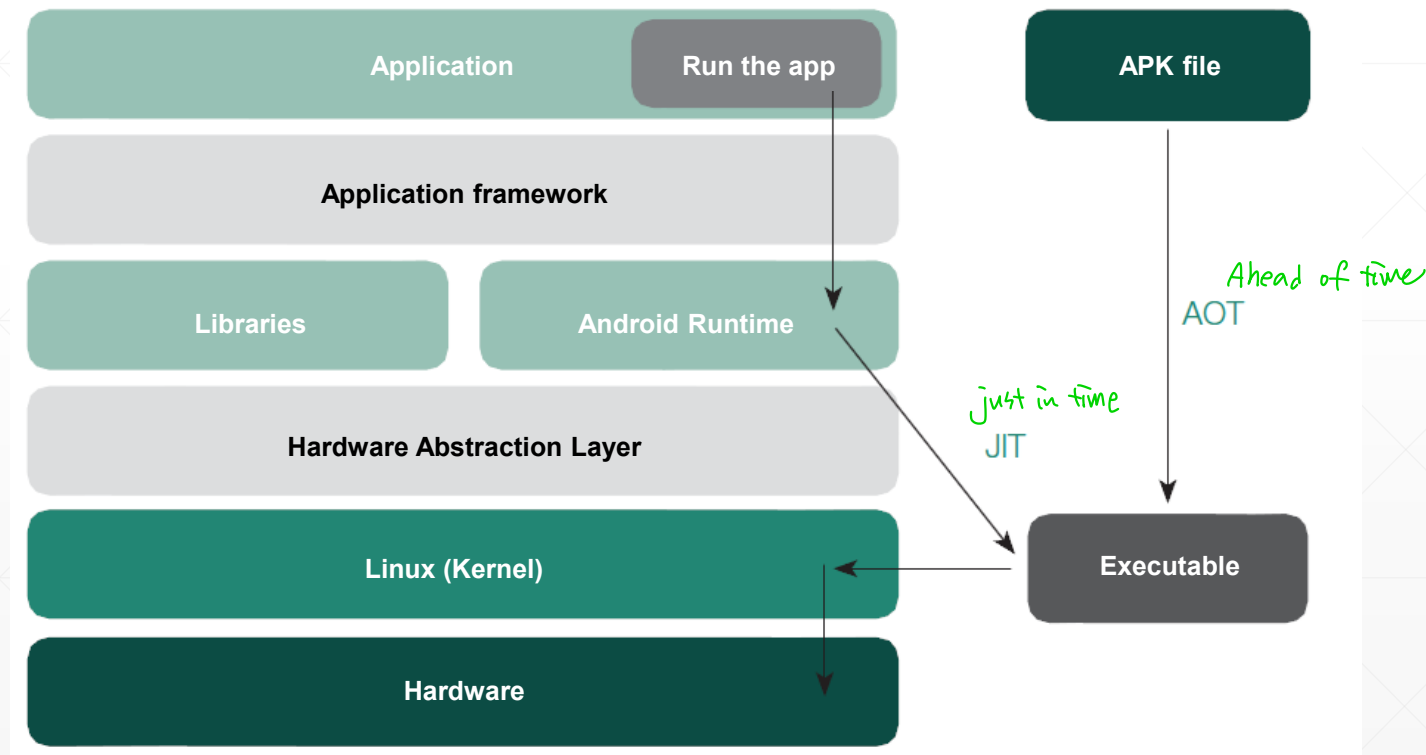 Application
Run the app
APK file
Application framework
Ahead of time
AOT
Libraries
Android Runtime
just in time
JIT
Hardware Abstraction Layer
Linux (Kernel)
Executable
Hardware